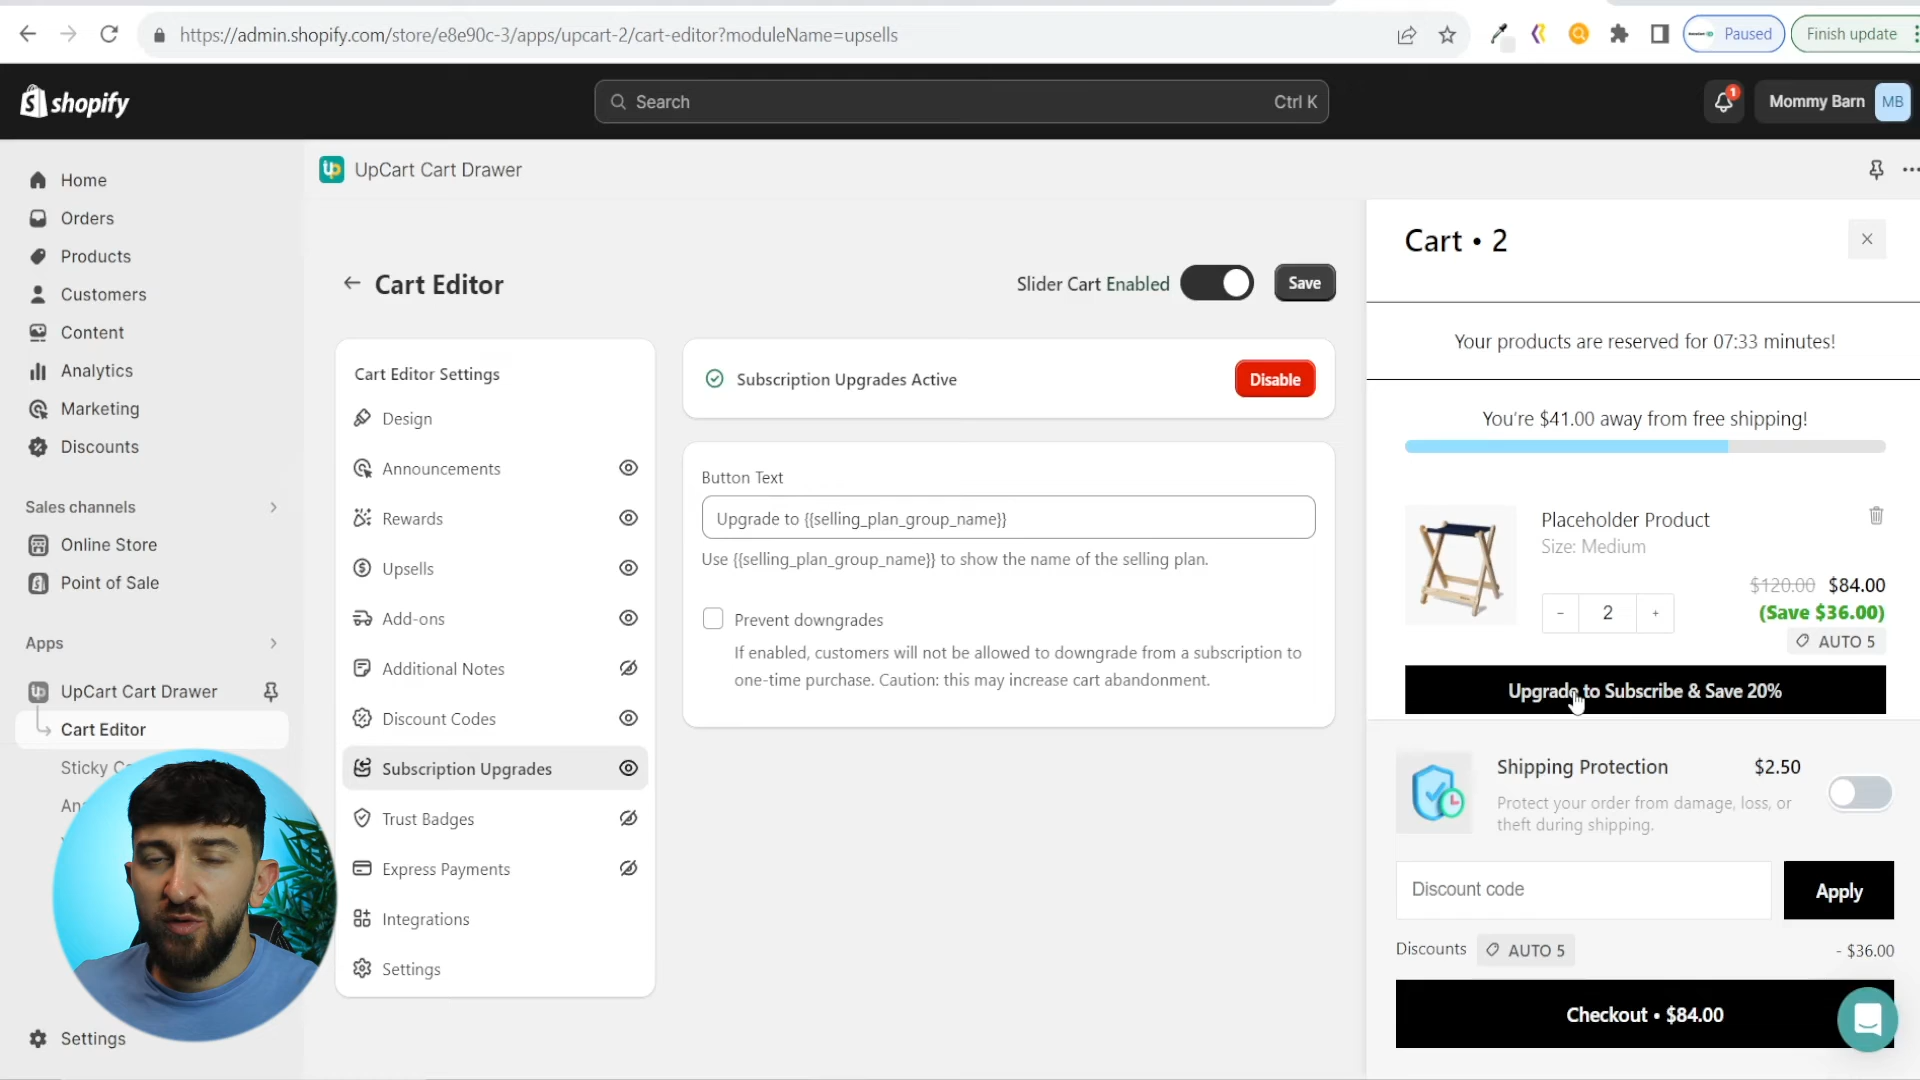 https://admin.shopify.com/store/e8e90c-3/apps/upcart-2/cart-editor?moduleName=upsells
Paused
Finish update
shopify
Search
Ctrl K
1
Mommy Barn
MB
Home
Orders
Products
Customers
Content
Analytics
Marketing
Discounts
Sales channels
Online Store
Point of Sale
Apps
UpCart Cart Drawer
Cart Editor
Sticky
Settings
up
UpCart Cart Drawer
Cart Editor
Slider Cart Enabled
Save
Cart Editor Settings
Design
Announcements
Rewards
Upsells
Add-ons
Additional Notes
Discount Codes
Subscription Upgrades
Trust Badges
Express Payments
Integrations
Settings
Subscription Upgrades Active
Disable
Button Text
Upgrade to {{selling_plan_group_name}}
Use {{selling_plan_group_name}} to show the name of the selling plan.
Prevent downgrades
If enabled, customers will not be allowed to downgrade from a subscription to
one-time purchase. Caution: this may increase cart abandonment.
Cart • 2
Your products are reserved for 07:33 minutes!
You're $41.00 away from free shipping!
Placeholder Product
Size: Medium
$120.00 $84.00
- 2 +
(Save $36.00)
AUTO 5
Upgrade to Subscribe & Save 20%
Shipping Protection
$2.50
Protect your order from damage, loss, or
theft during shipping.
Discount code
Apply
Discounts
AUTO 5
- $36.00
Checkout • $84.00